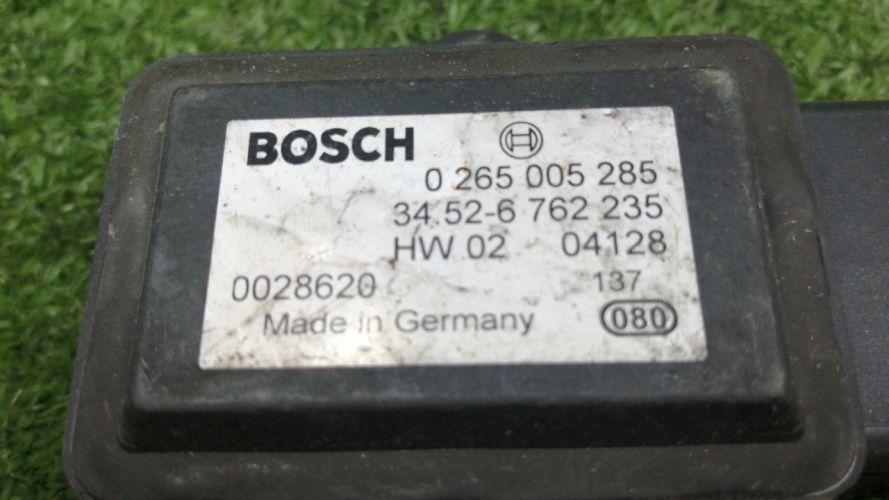 BOSCH
0 265 005 285
34.52-6 762 235
HW 02 04128
0028620 137
Made in Germany 080